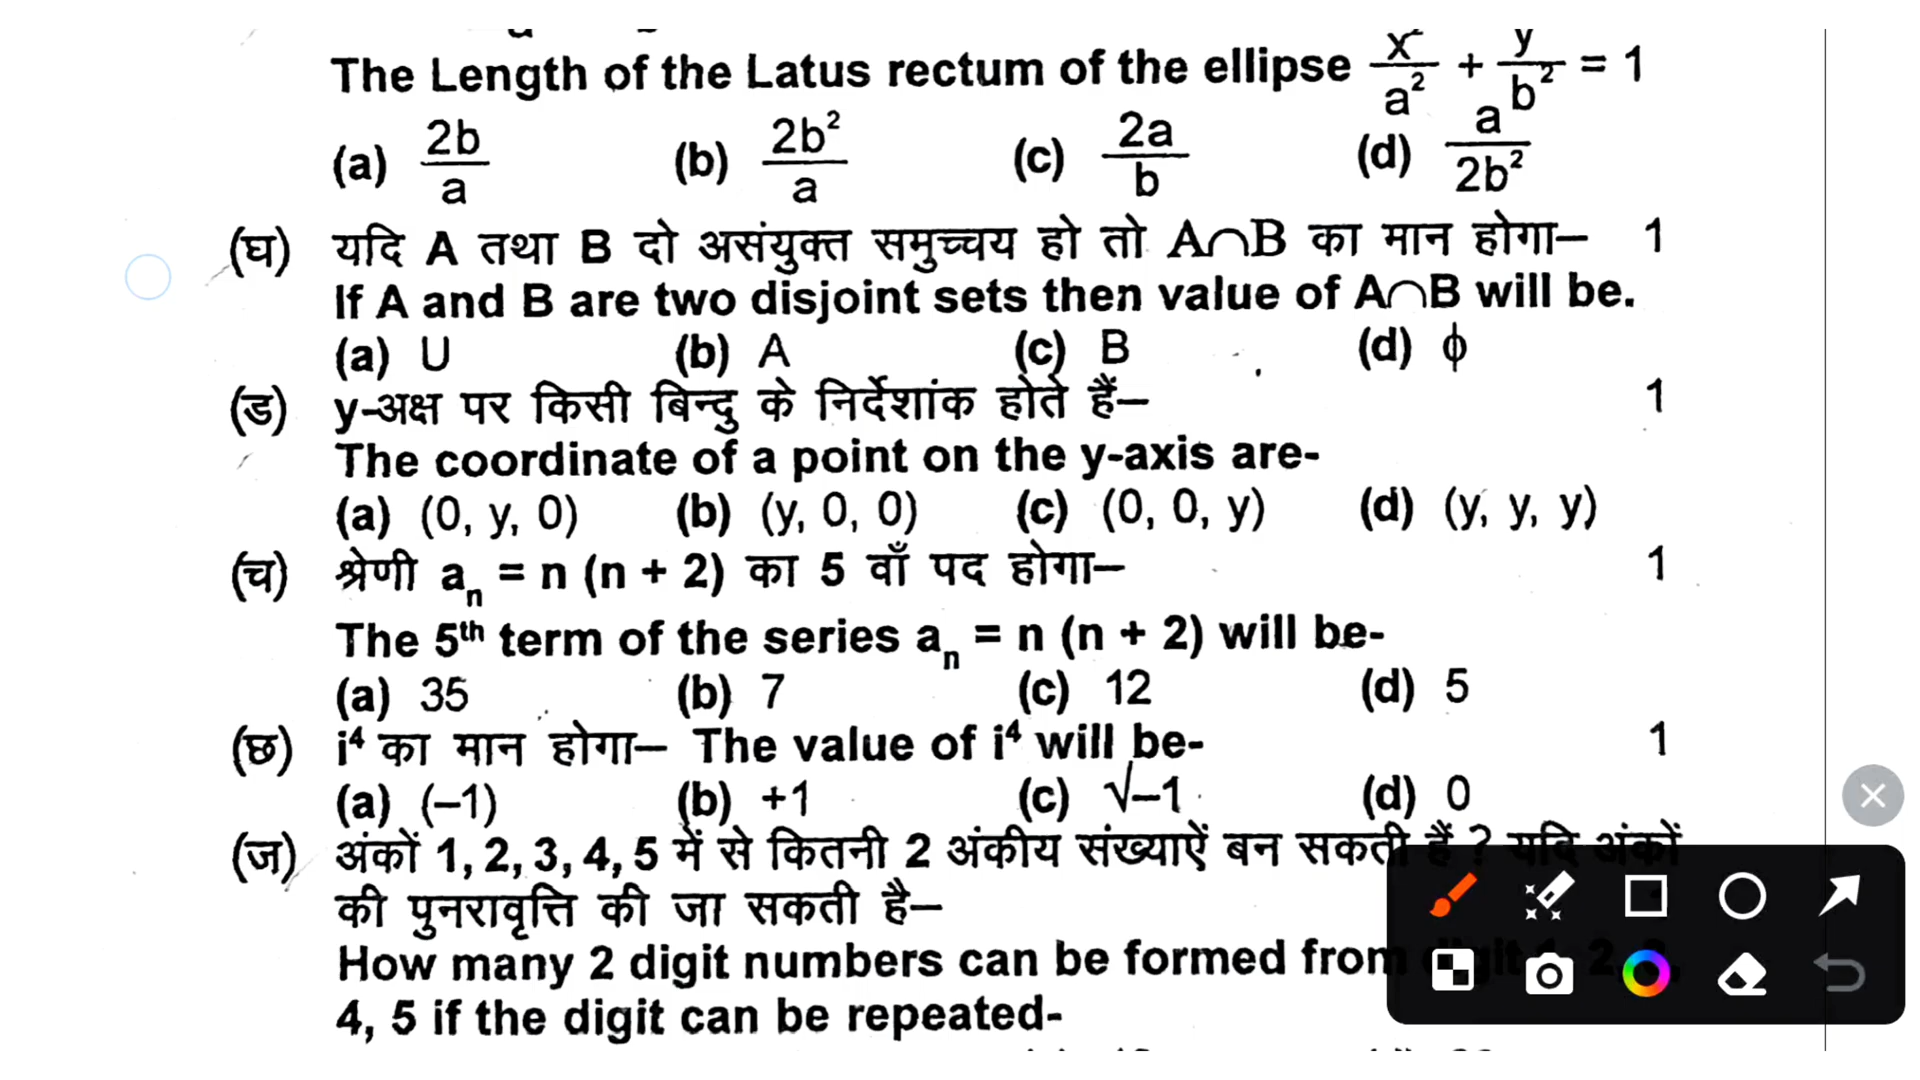 The Length of the Latus rectum of the ellipse x²/a² + y/b² = 1
(a) 2b/a (b) 2b²/a (c) 2a/b (d) a/2b²
(घ) यदि A तथा B दो असंयुक्त समुच्चय हो तो A∩B का मान होगा– 1
If A and B are two disjoint sets then value of A∩B will be.
(a) U (b) A (c) B (d) ϕ
(ड) y-अक्ष पर किसी बिन्दु के निर्देशांक होते हैं– 1
The coordinate of a point on the y-axis are-
(a) (0, y, 0) (b) (y, 0, 0) (c) (0, 0, y) (d) (y, y, y)
(च) श्रेणी aₙ = n (n + 2) का 5 वाँ पद होगा– 1
The 5th term of the series aₙ = n (n + 2) will be-
(a) 35 (b) 7 (c) 12 (d) 5
(छ) i⁴ का मान होगा– The value of i⁴ will be- 1
(a) (–1) (b) +1 (c) √–1 (d) 0
(ज) अंकों 1, 2, 3, 4, 5 में से कितनी 2 अंकीय संख्याऐं बन सकती हैं ? यदि अंकों
की पुनरावृत्ति की जा सकती है–
How many 2 digit numbers can be formed from digit 1, 2, 3,
4, 5 if the digit can be repeated-